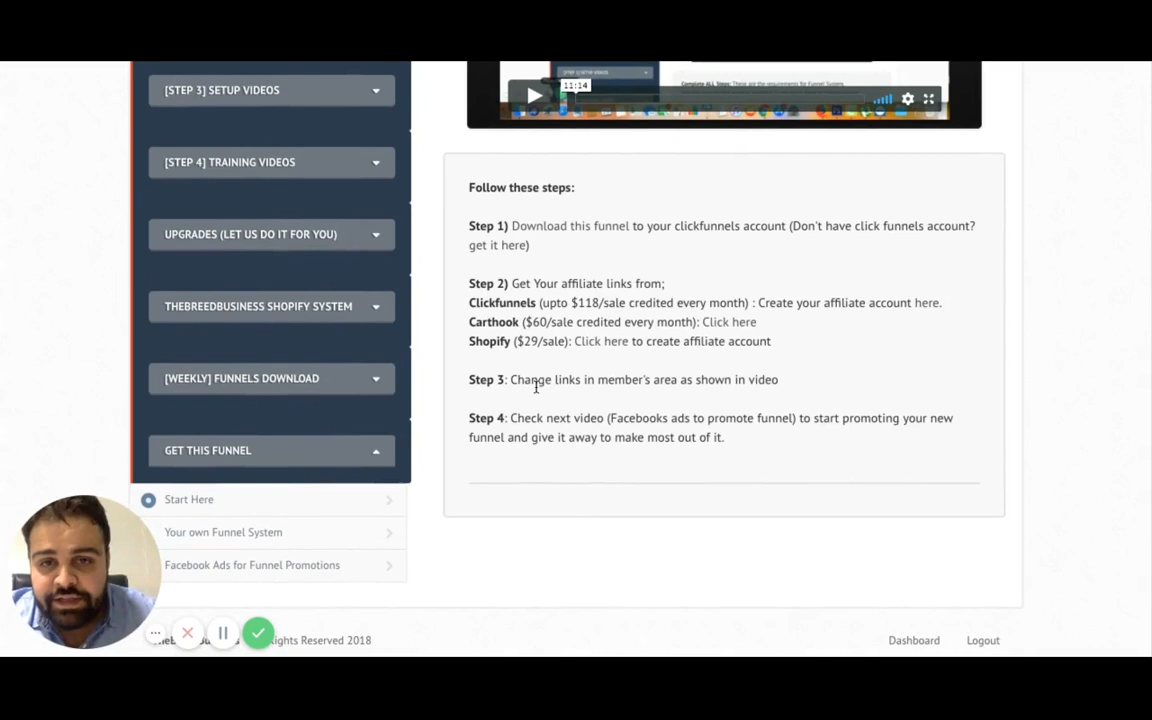 11:14
[STEP 3] SETUP VIDEOS
[STEP 4] TRAINING VIDEOS
UPGRADES (LET US DO IT FOR YOU)
THEBREEDBUSINESS SHOPIFY SYSTEM
[WEEKLY] FUNNELS DOWNLOAD
GET THIS FUNNEL
Start Here
Your own Funnel System
Facebook Ads for Funnel Promotions
Follow these steps:
Step 1) Download this funnel to your clickfunnels account (Don't have click funnels account?
get it here)
Step 2) Get Your affiliate links from;
Clickfunnels (upto $118/sale credited every month) : Create your affiliate account here.
Carthook ($60/sale credited every month): Click here
Shopify ($29/sale): Click here to create affiliate account
Step 3: Change links in member's area as shown in video
Step 4: Check next video (Facebooks ads to promote funnel) to start promoting your new
funnel and give it away to make most out of it.
Rights Reserved 2018
Dashboard
Logout